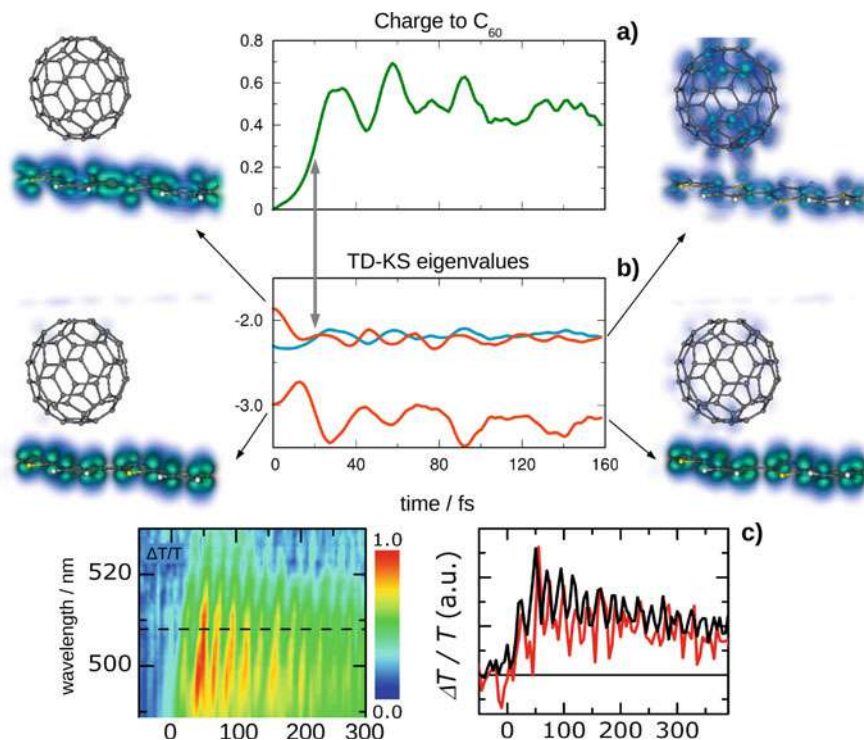 Charge to C60
a)
0.8
0.6
0.4
0.2
0
TD-KS eigenvalues
b)
-2.0
-3.0
0 40 80 120 160
time / fs
c)
ΔT/T
1.0
0.0
520
500
wavelength / nm
0 100 200 300
ΔT / T (a.u.)
0 100 200 300